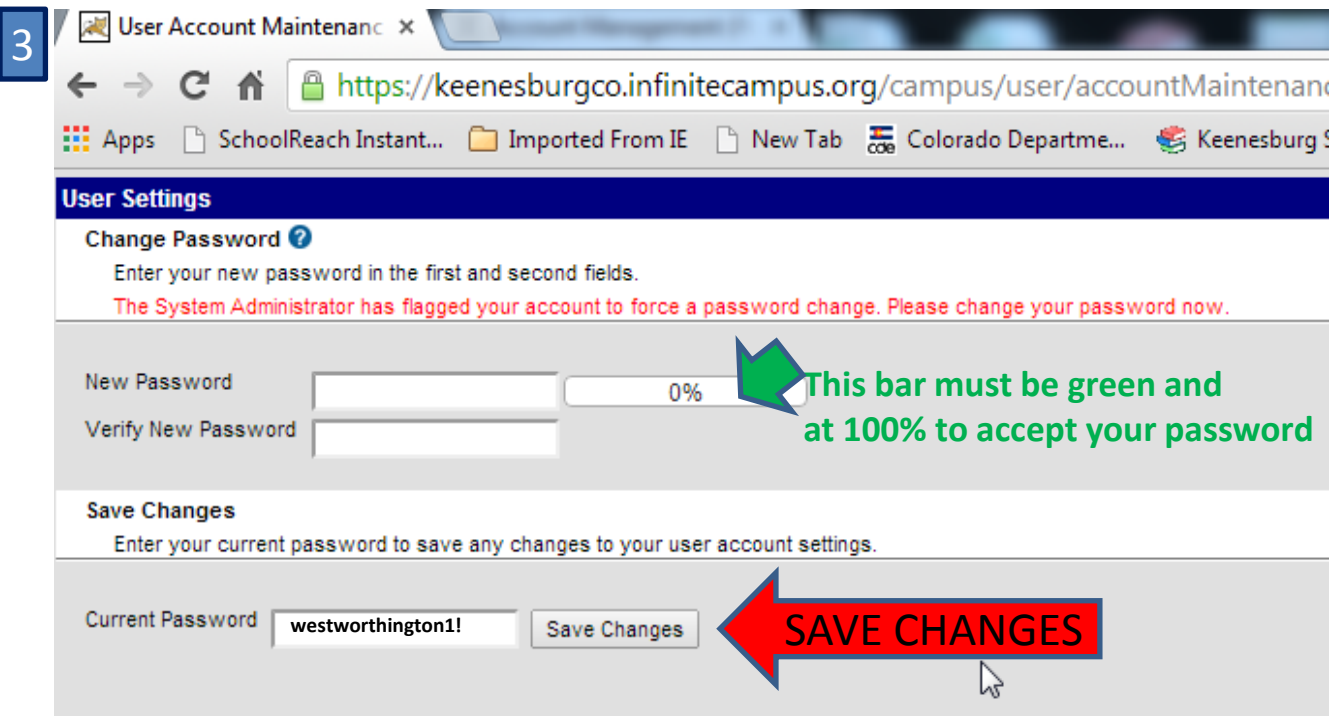 3
User Account Maintenanc ×
https://keenesburgco.infinitecampus.org/campus/user/accountMaintenanc
Apps SchoolReach Instant... Imported From IE New Tab cde Colorado Departme... Keenesburg S
User Settings
Change Password ?
Enter your new password in the first and second fields.
The System Administrator has flagged your account to force a password change. Please change your password now.
New Password 0% This bar must be green and
Verify New Password at 100% to accept your password
Save Changes
Enter your current password to save any changes to your user account settings.
Current Password westworthington1! Save Changes SAVE CHANGES